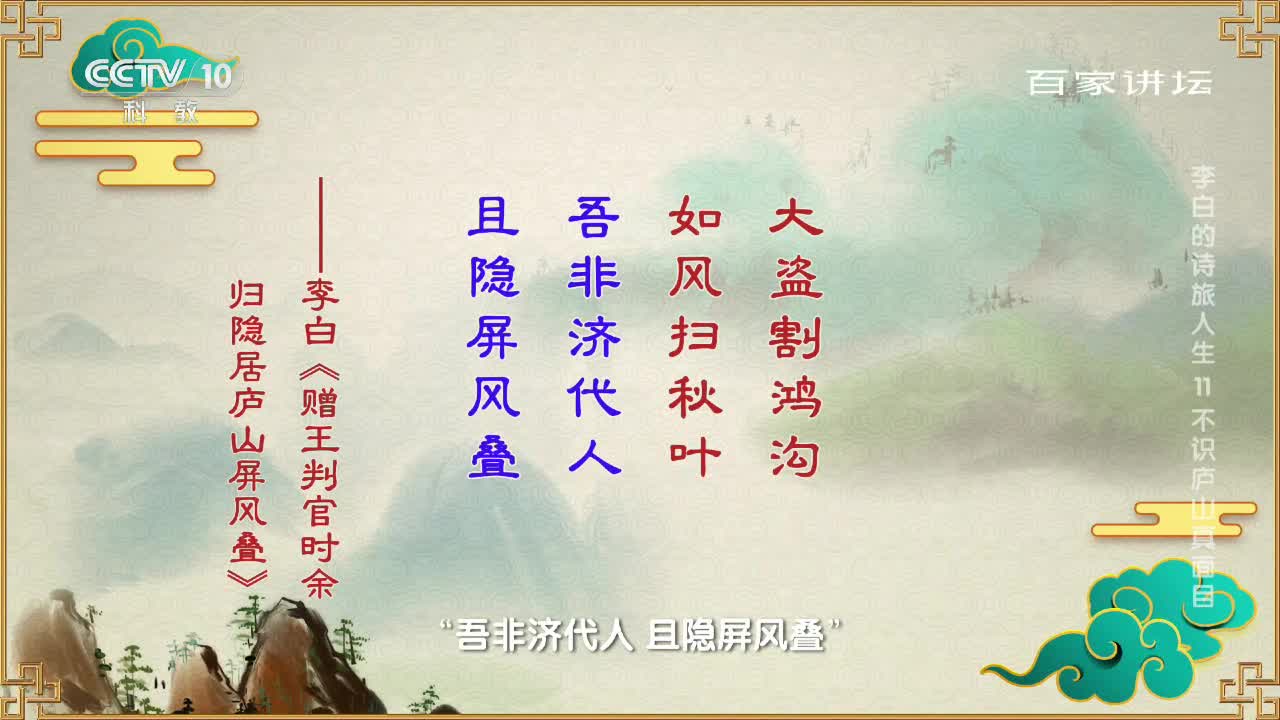 CCTV 10
科教
百家讲坛
李白的诗旅人生 11 不识庐山真面目
大盗割鸿沟
如风扫秋叶
吾非济代人
且隐屏风叠
——李白《赠王判官时余
归隐居庐山屏风叠》
“吾非济代人 且隐屏风叠”